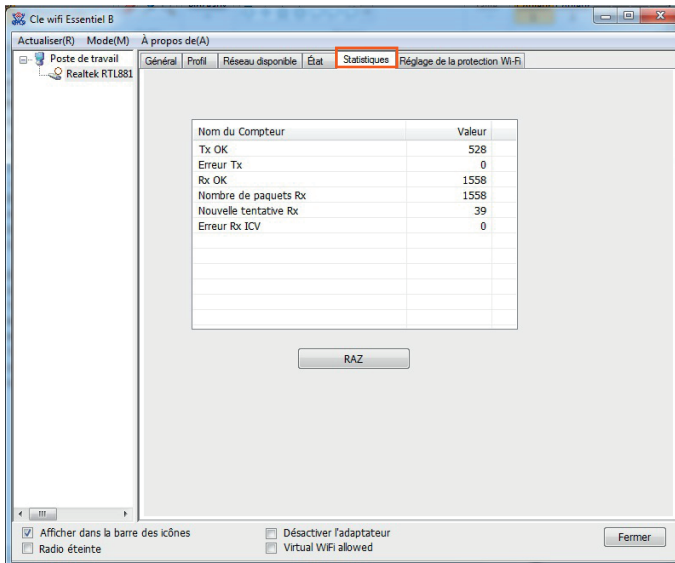 Cle wifi Essentiel B
Actualiser(R) Mode(M) À propos de(A)
Poste de travail
Realtek RTL881
Général Profil Réseau disponible État Statistiques Réglage de la protection Wi-Fi
Nom du Compteur Valeur
Tx OK 528
Erreur Tx 0
Rx OK 1558
Nombre de paquets Rx 1558
Nouvelle tentative Rx 39
Erreur Rx ICV 0
RAZ
Afficher dans la barre des icônes Désactiver l'adaptateur
Radio éteinte Virtual WiFi allowed
Fermer